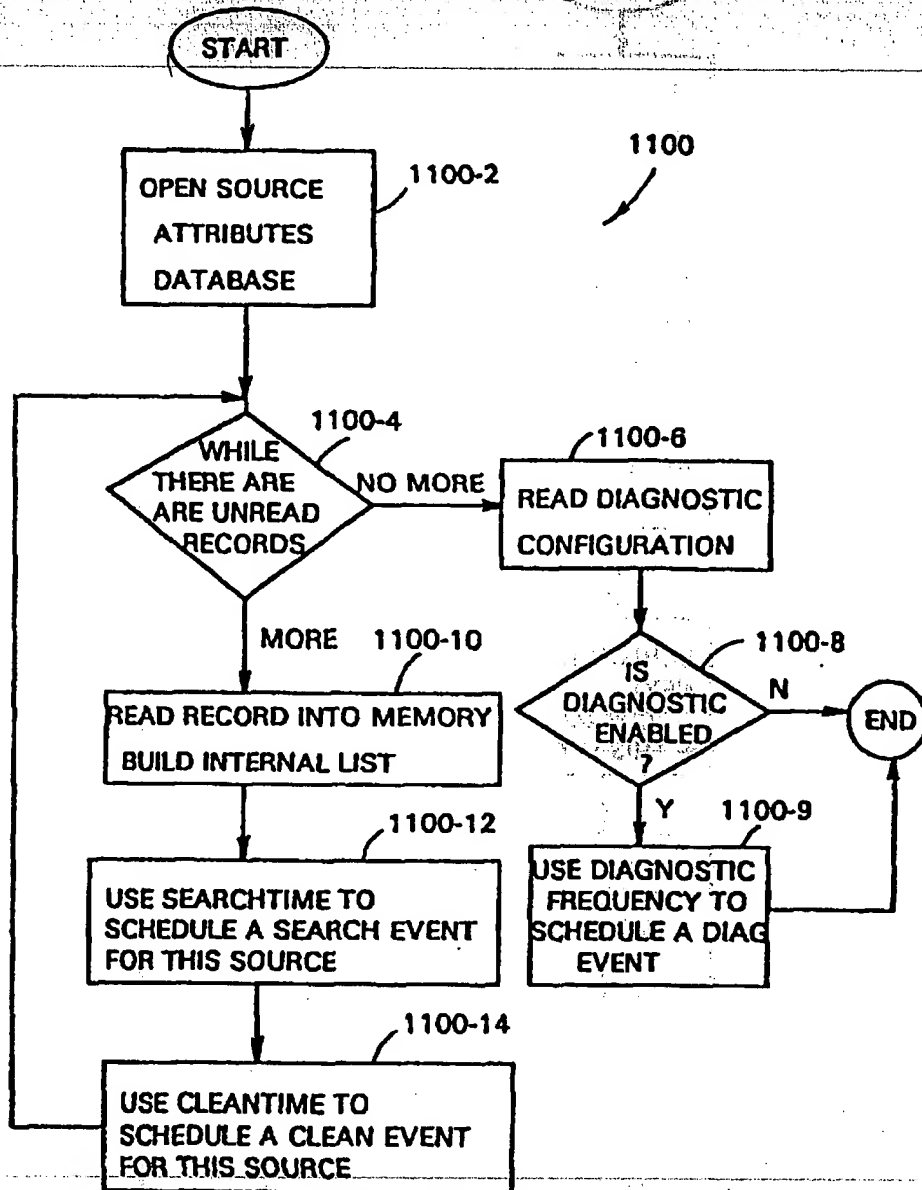 START
1100
1100-2
OPEN SOURCE
ATTRIBUTES
DATABASE
1100-4
WHILE
THERE ARE
ARE UNREAD
RECORDS
NO MORE
1100-6
READ DIAGNOSTIC
CONFIGURATION
MORE
1100-10
READ RECORD INTO MEMORY
BUILD INTERNAL LIST
1100-8
IS
DIAGNOSTIC
ENABLED
?
N
END
Y
1100-9
USE DIAGNOSTIC
FREQUENCY TO
SCHEDULE A DIAG
EVENT
1100-12
USE SEARCHTIME TO
SCHEDULE A SEARCH EVENT
FOR THIS SOURCE
1100-14
USE CLEANTIME TO
SCHEDULE A CLEAN EVENT
FOR THIS SOURCE